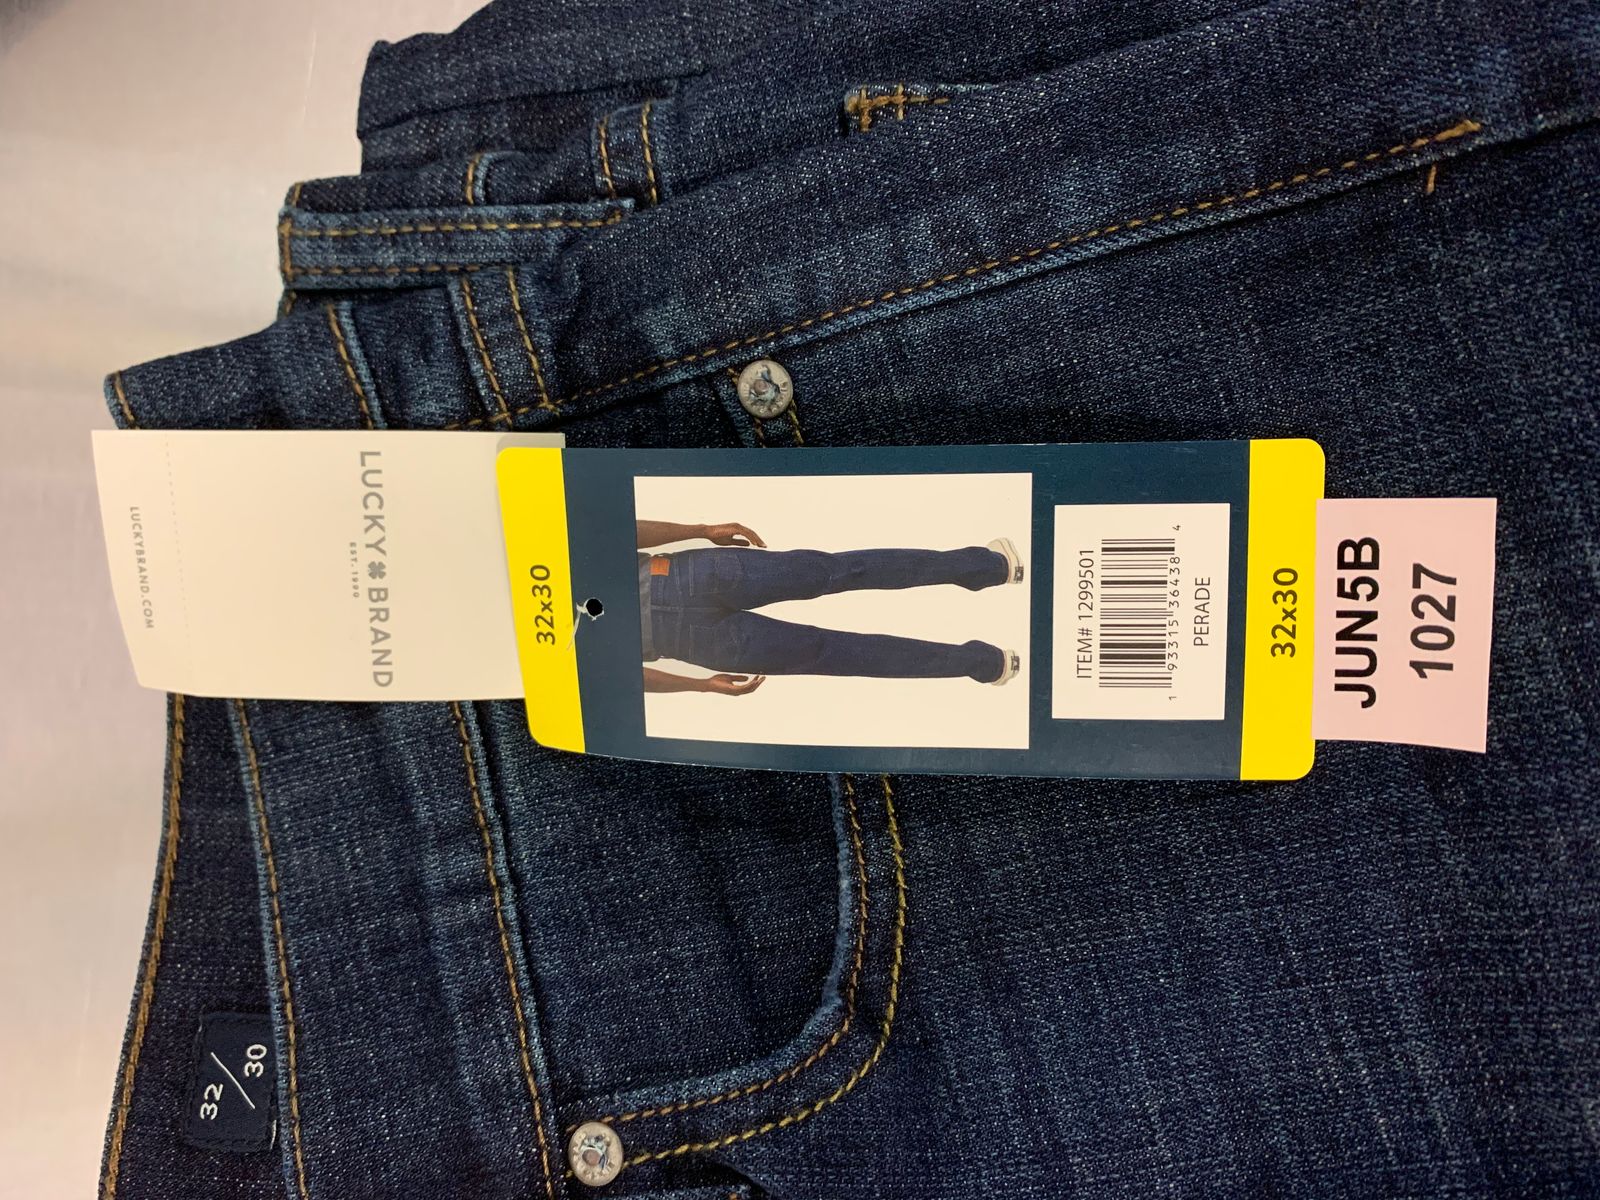 LUCKYBRAND.COM
LUCKY BRAND
EST. 1990
32x30
ITEM# 1299501
1 93315 36438 4
PERADE
32x30
JUN5B
1027
32/30